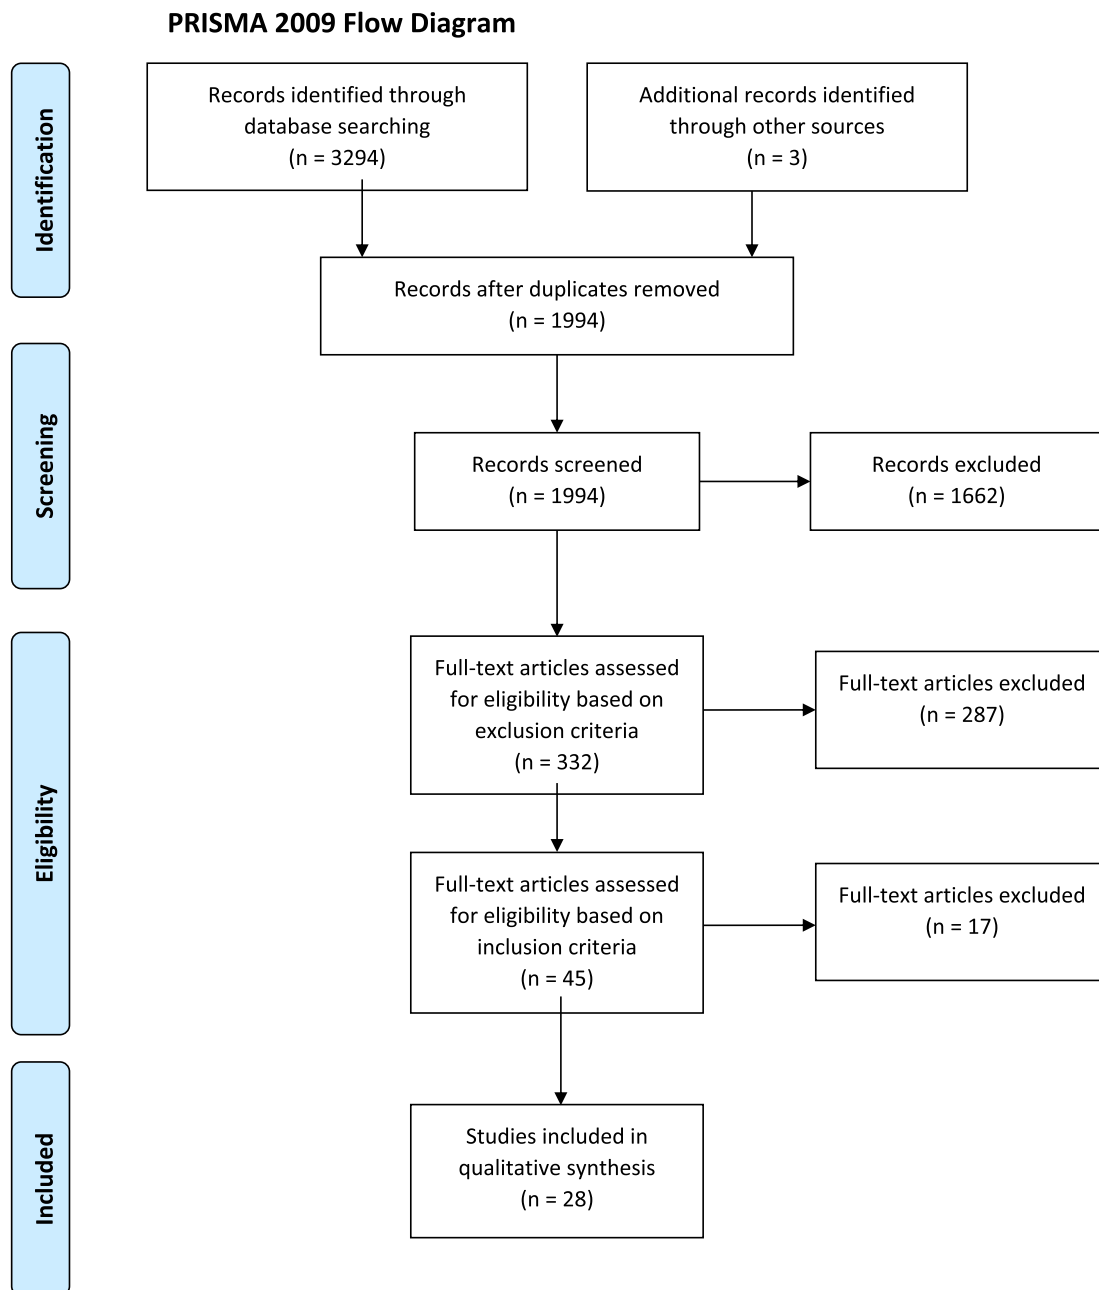 PRISMA 2009 Flow Diagram
Identification
Records identified through
database searching
(n = 3294)
Additional records identified
through other sources
(n = 3)
Records after duplicates removed
(n = 1994)
Screening
Records screened
(n = 1994)
Records excluded
(n = 1662)
Eligibility
Full-text articles assessed
for eligibility based on
exclusion criteria
(n = 332)
Full-text articles excluded
(n = 287)
Full-text articles assessed
for eligibility based on
inclusion criteria
(n = 45)
Full-text articles excluded
(n = 17)
Included
Studies included in
qualitative synthesis
(n = 28)